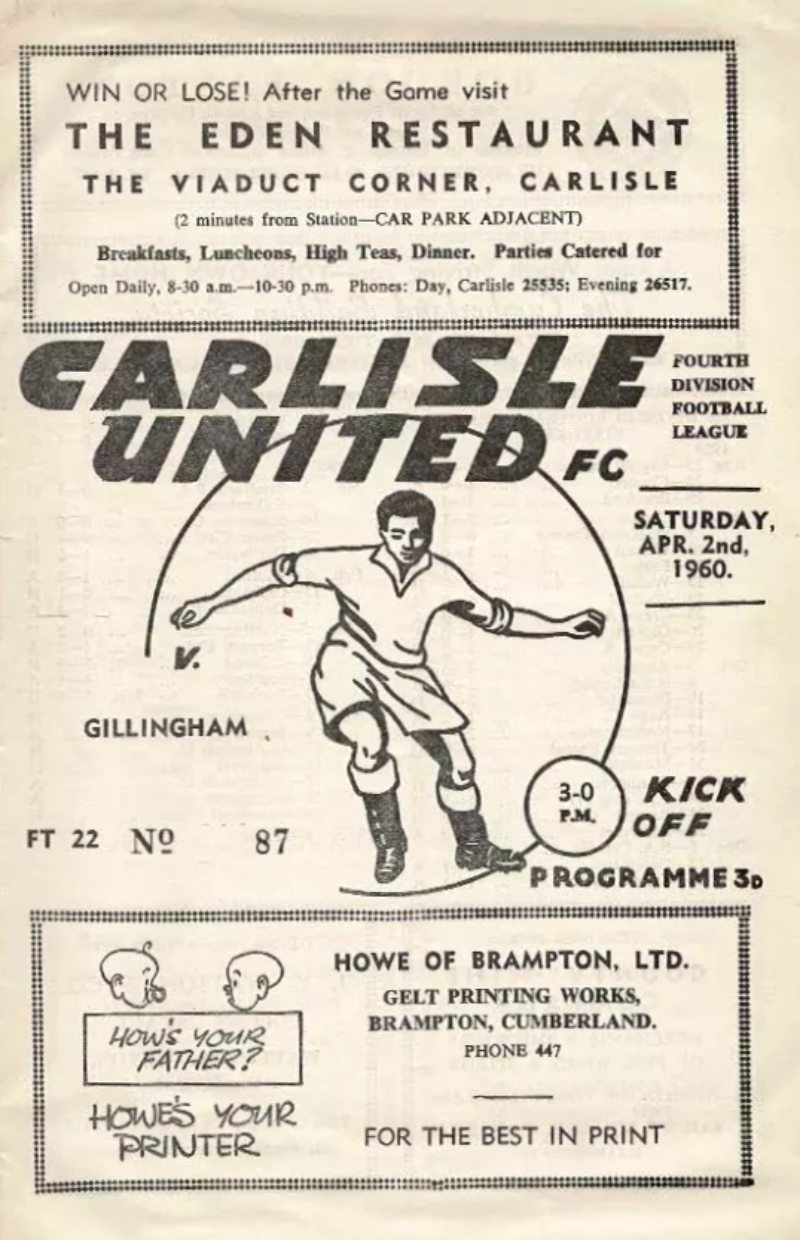 WIN OR LOSE! After the Game visit
THE EDEN RESTAURANT
THE VIADUCT CORNER, CARLISLE
(2 minutes from Station—CAR PARK ADJACENT)
Breakfasts, Luncheons, High Teas, Dinner. Parties Catered for
Open Daily, 8-30 a.m.—10-30 p.m. Phones: Day, Carlisle 25535; Evening 26517.
CARLISLE
UNITED FC
FOURTH
DIVISION
FOOTBALL
LEAGUE
SATURDAY,
APR. 2nd,
1960.
V.
GILLINGHAM
FT 22 Nº 87
3-0
P.M.
KICK
OFF
PROGRAMME 3D
HOW'S YOUR
FATHER?
HOWE'S YOUR
PRINTER
HOWE OF BRAMPTON, LTD.
GELT PRINTING WORKS,
BRAMPTON, CUMBERLAND.
PHONE 447
FOR THE BEST IN PRINT